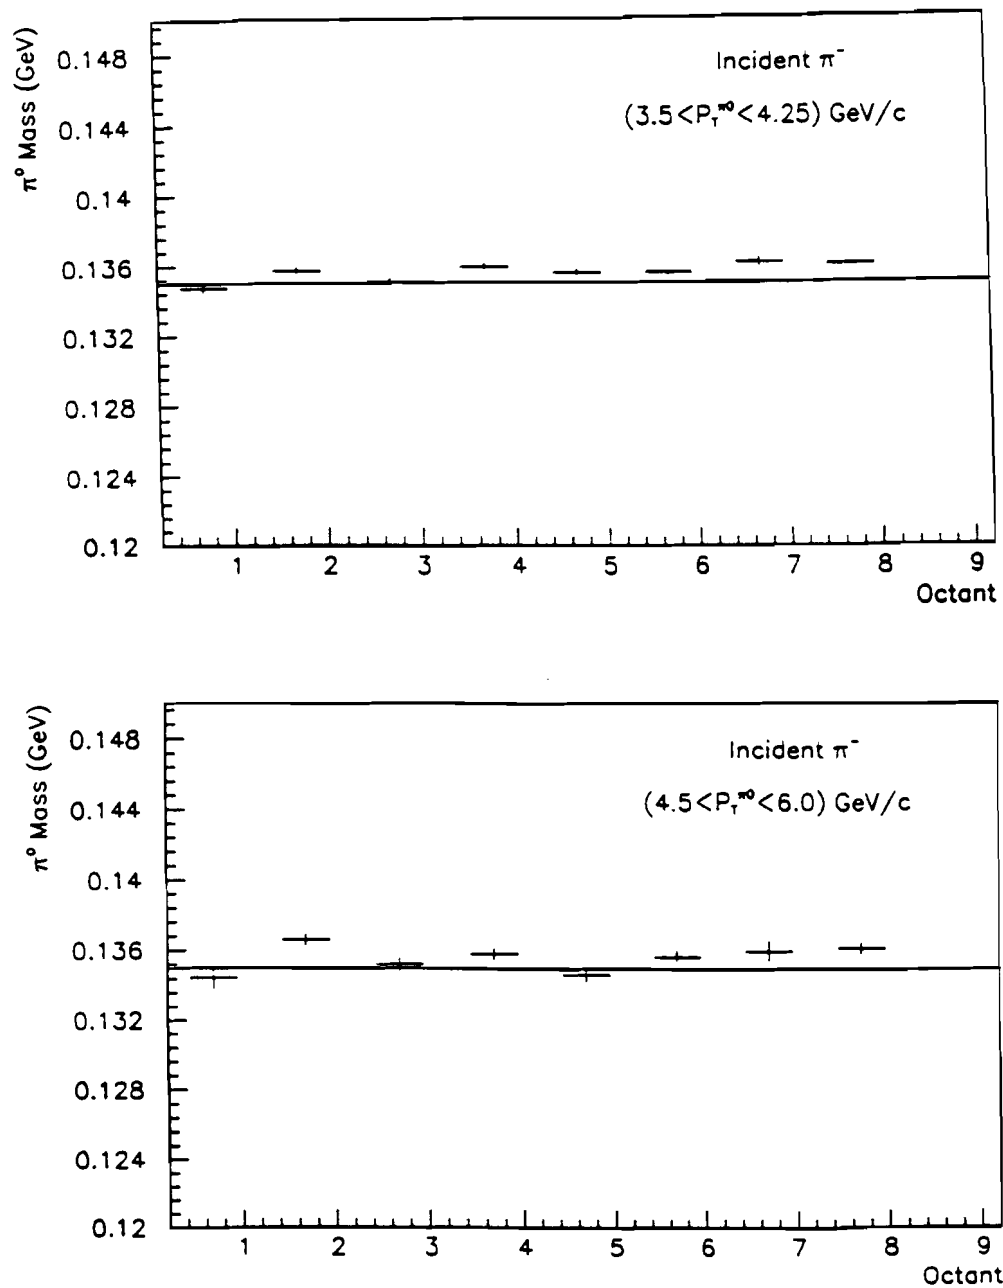 π⁰ Mass (GeV)
0.148
0.144
0.14
0.136
0.132
0.128
0.124
0.12
Incident π⁻
(3.5<P_T^π0<4.25) GeV/c
1 2 3 4 5 6 7 8 9
Octant
π⁰ Mass (GeV)
0.148
0.144
0.14
0.136
0.132
0.128
0.124
0.12
Incident π⁻
(4.5<P_T^π0<6.0) GeV/c
1 2 3 4 5 6 7 8 9
Octant